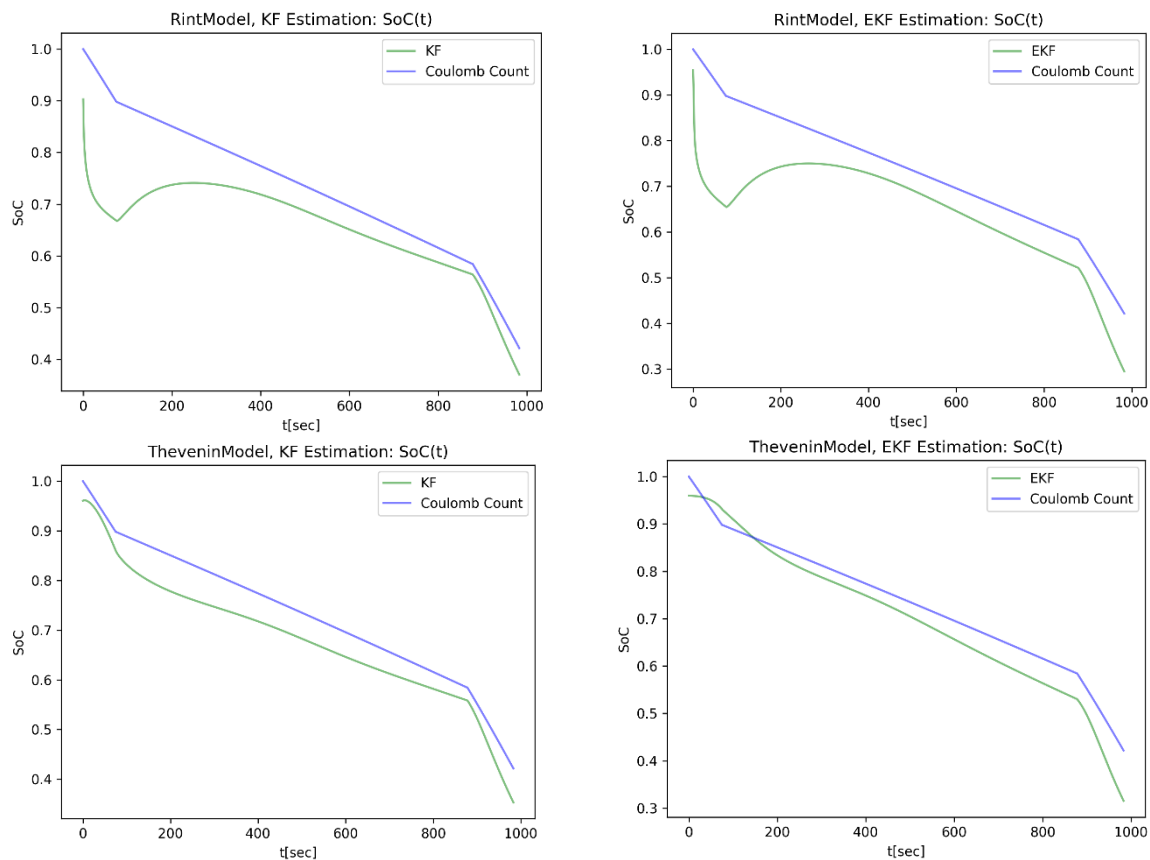 RintModel, KF Estimation: SoC(t)
KF
Coulomb Count
1.0
0.9
0.8
0.7
0.6
0.5
0.4
SoC
0 200 400 600 800 1000
t[sec]
RintModel, EKF Estimation: SoC(t)
EKF
Coulomb Count
1.0
0.9
0.8
0.7
0.6
0.5
0.4
0.3
SoC
0 200 400 600 800 1000
t[sec]
TheveninModel, KF Estimation: SoC(t)
KF
Coulomb Count
1.0
0.9
0.8
0.7
0.6
0.5
0.4
SoC
0 200 400 600 800 1000
t[sec]
TheveninModel, EKF Estimation: SoC(t)
EKF
Coulomb Count
1.0
0.9
0.8
0.7
0.6
0.5
0.4
0.3
SoC
0 200 400 600 800 1000
t[sec]